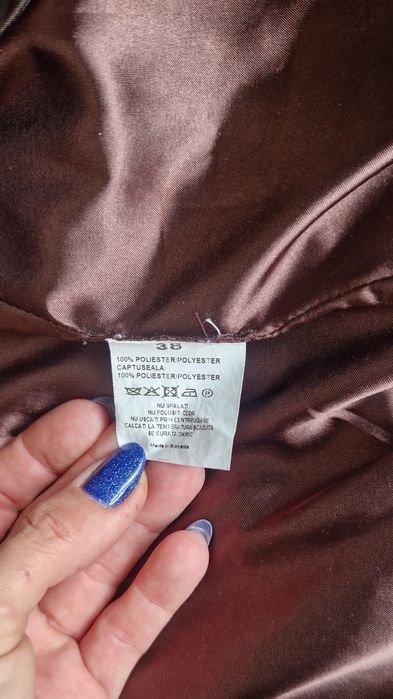 38
100% POLIESTER/POLYESTER
CAPTUSEALA:
100% POLIESTER/POLYESTER
P
NU SPALATI
NU FOLOSITI CLOR
NU USCATI PRIN CENTRIFUGARE
CALCATI LA TEMPERATURA SCAZUTA
SE CURATA CHIMIC
Made in România